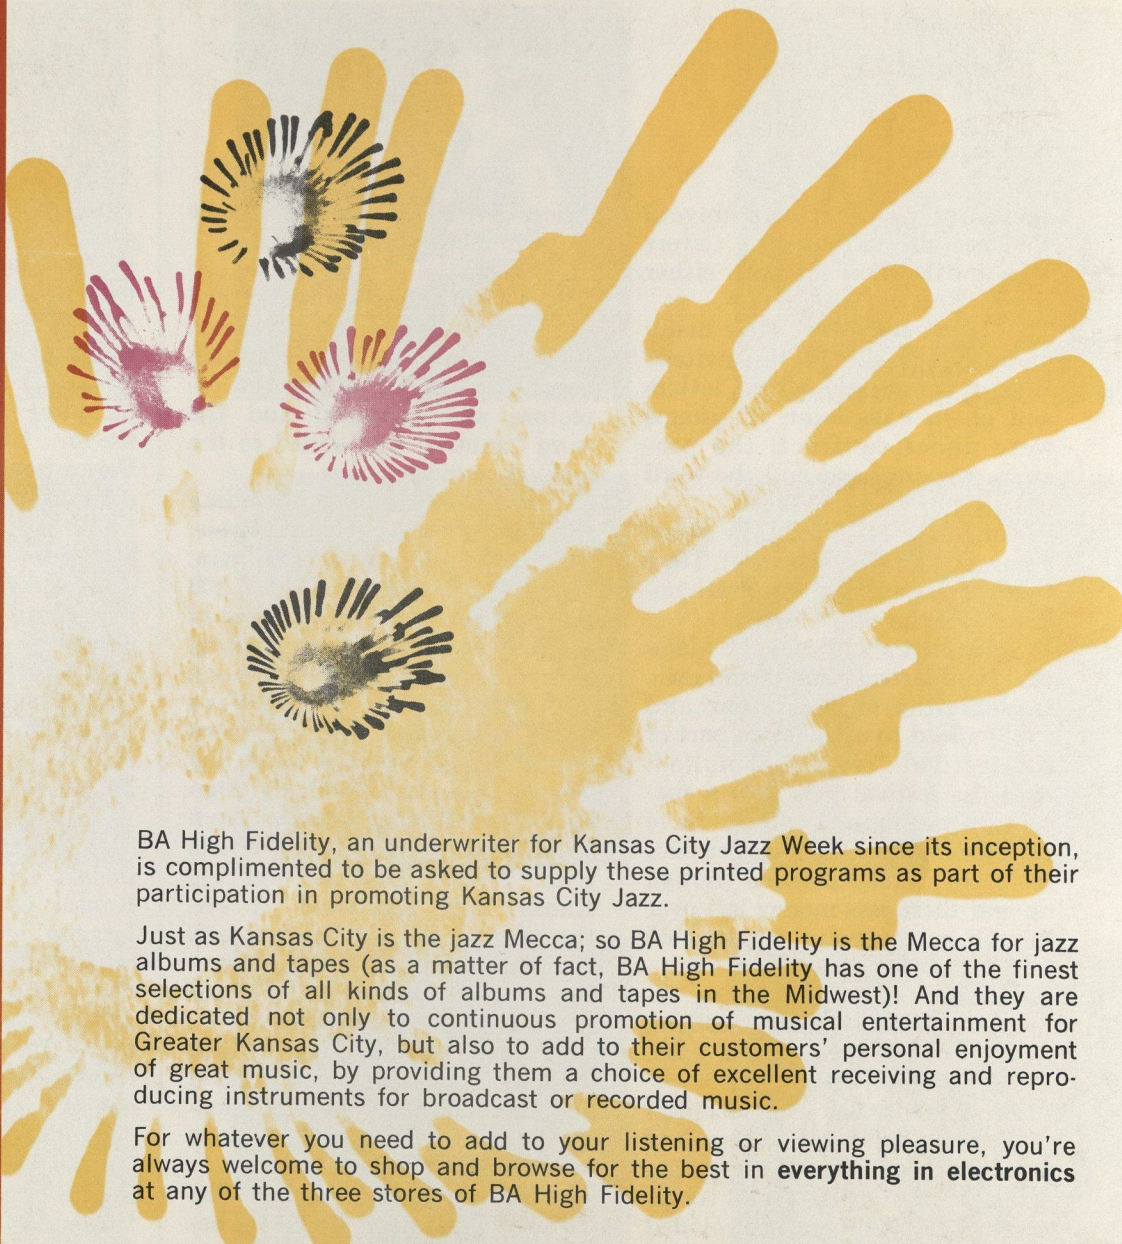 BA High Fidelity, an underwriter for Kansas City Jazz Week since its inception,
is complimented to be asked to supply these printed programs as part of their
participation in promoting Kansas City Jazz.
Just as Kansas City is the jazz Mecca; so BA High Fidelity is the Mecca for jazz
albums and tapes (as a matter of fact, BA High Fidelity has one of the finest
selections of all kinds of albums and tapes in the Midwest)! And they are
dedicated not only to continuous promotion of musical entertainment for
Greater Kansas City, but also to add to their customers' personal enjoyment
of great music, by providing them a choice of excellent receiving and repro-
ducing instruments for broadcast or recorded music.
For whatever you need to add to your listening or viewing pleasure, you're
always welcome to shop and browse for the best in everything in electronics
at any of the three stores of BA High Fidelity.